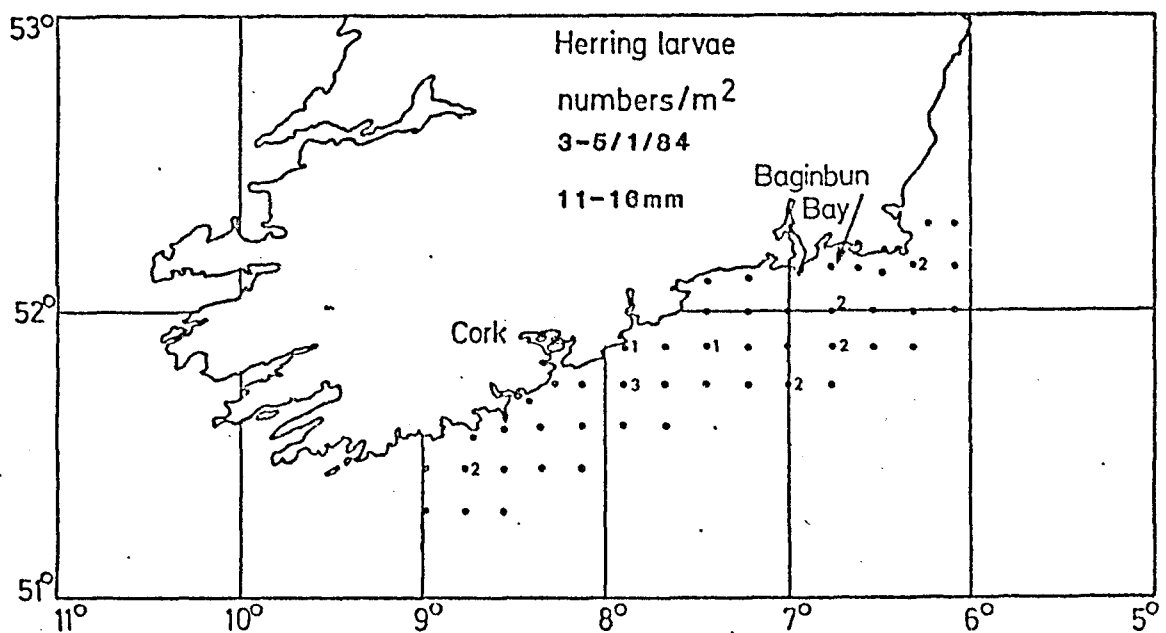 53°
Herring larvae
numbers/m²
3-5/1/84
11-16mm
Baginbun
Bay
2
52°
2
Cork
1 1 2
3 2
2
51°
11° 10° 9° 8° 7° 6° 5°